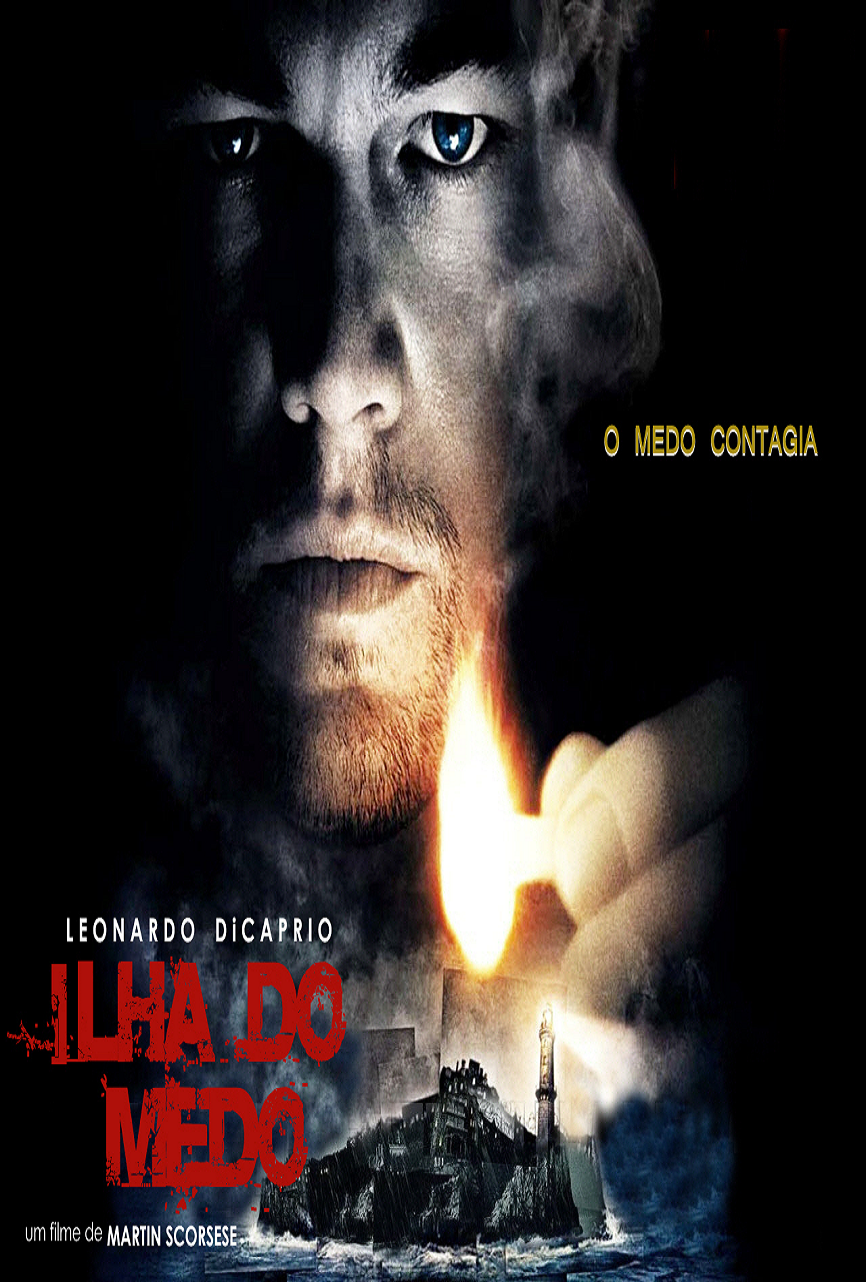 O MEDO CONTAGIA
LEONARDO DiCAPRIO
ILHA DO
MEDO
um filme de MARTIN SCORSESE